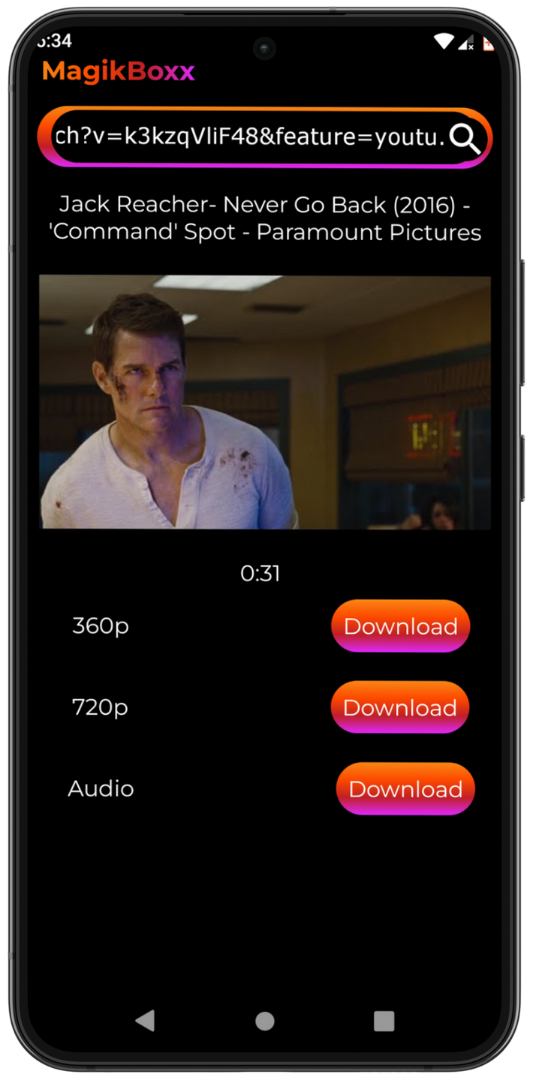 5:34
MagikBoxx
ch?v=k3kzqVliF48&feature=youtu.
Jack Reacher- Never Go Back (2016) -
'Command' Spot - Paramount Pictures
0:31
360p Download
720p Download
Audio Download